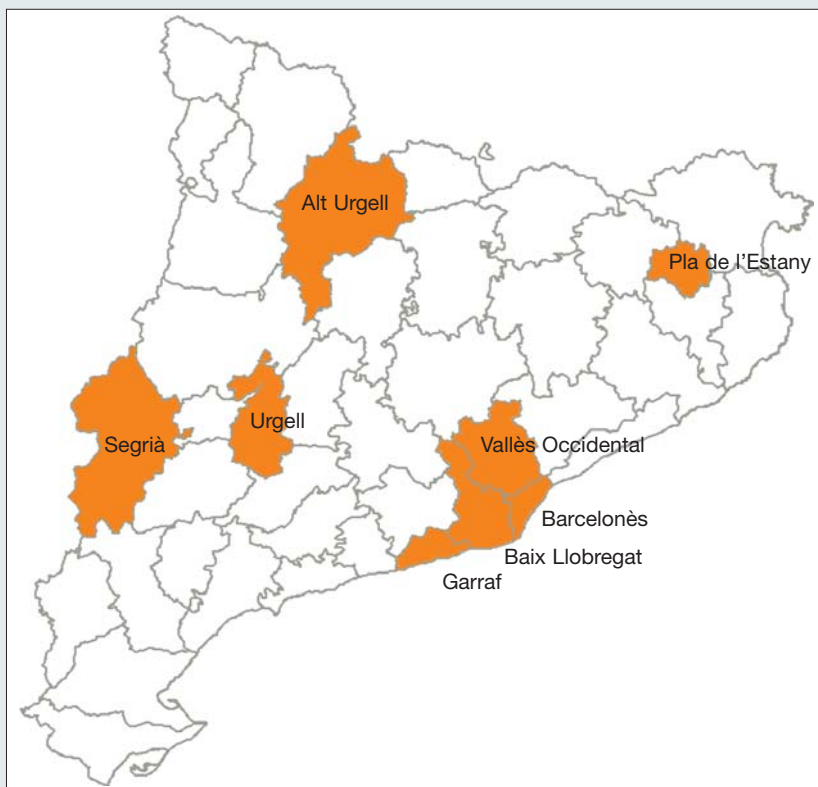 Alt Urgell
Pla de l'Estany
Urgell
Segrià
Vallès Occidental
Barcelonès
Baix Llobregat
Garraf